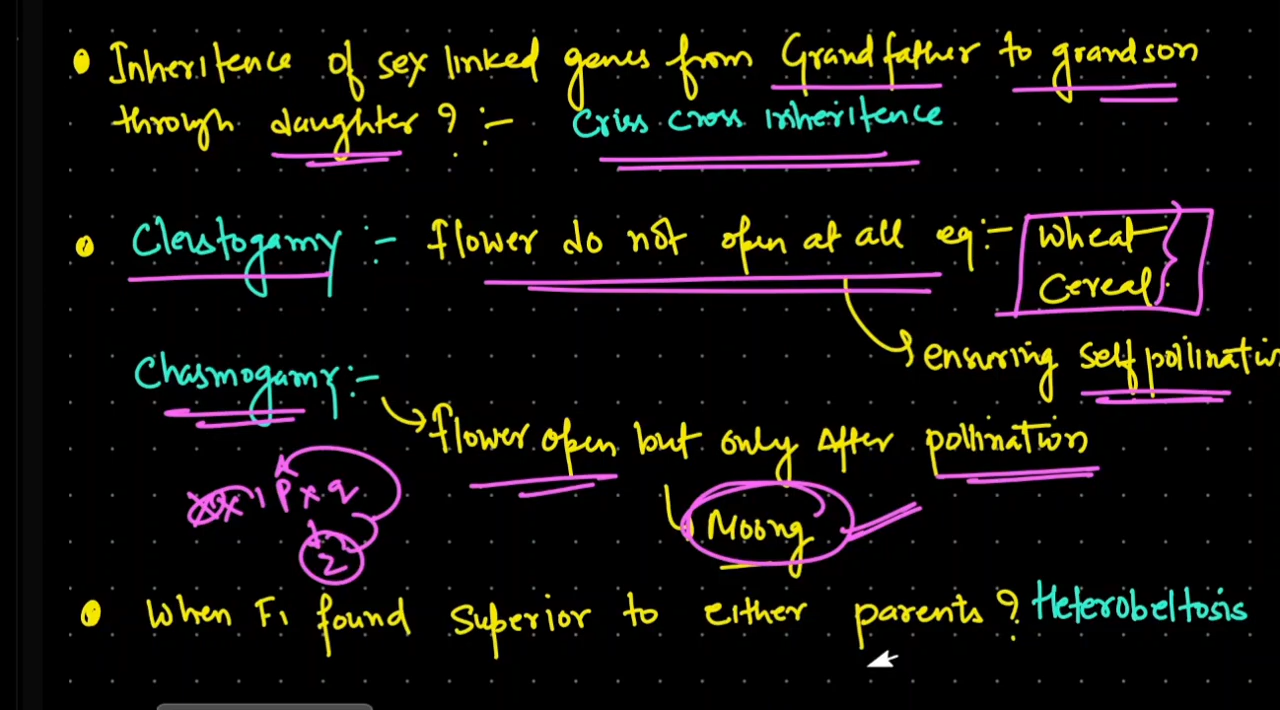 Inheritence of sex linked genes from Grandfather to grandson
through daughter ? :- Criss cross inheritence
Cleistogamy :- flower do not open at all eg:- Wheat
Cereal
ensuring self pollination
Chasmogamy :-
flower open but only After pollination
P x q
Moong
2
When F1 found superior to either parents ? Heterobeltosis